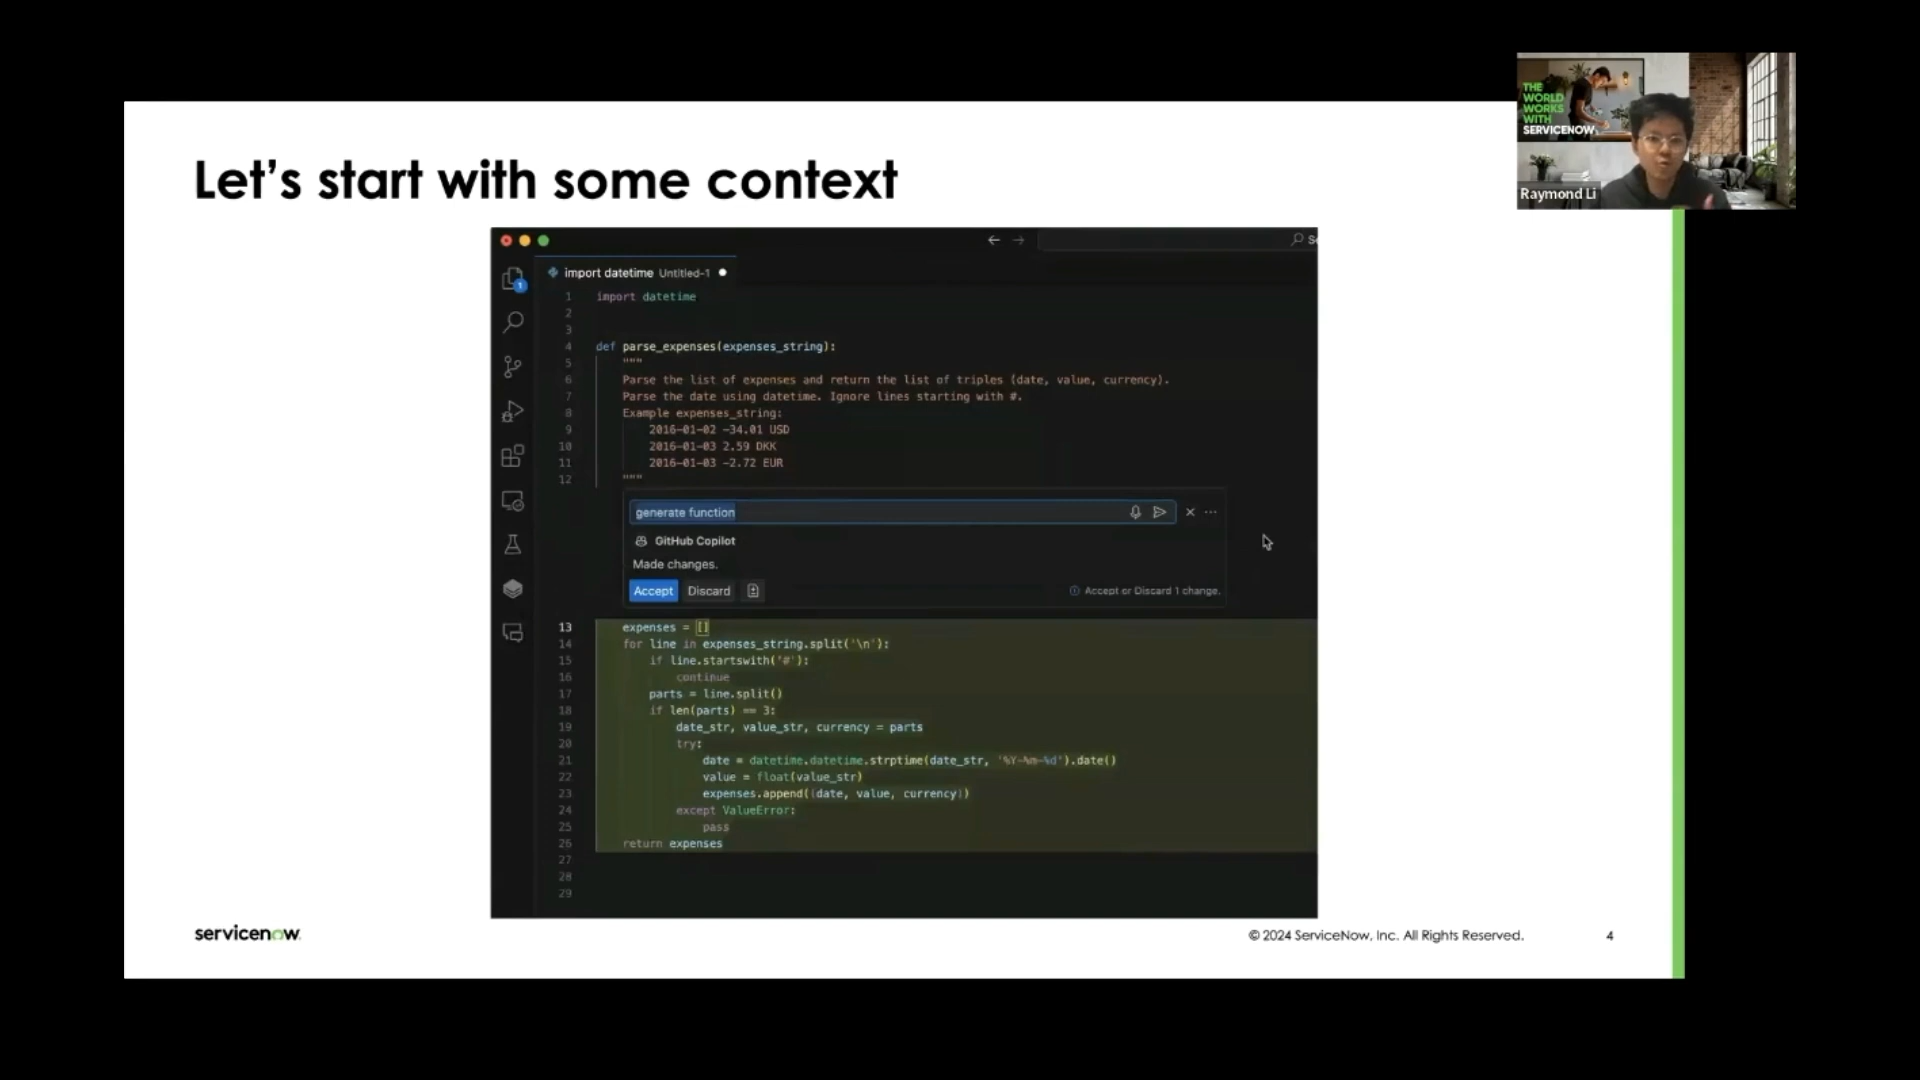 THE
WORLD
WORKS
WITH
SERVICENOW
Raymond Li
Let’s start with some context
import datetime Untitled-1
1
1 import datetime
2
3
4 def parse_expenses(expenses_string):
5 """
6 Parse the list of expenses and return the list of triples (date, value, currency).
7 Parse the date using datetime. Ignore lines starting with #.
8 Example expenses_string:
9 2016-01-02 -34.01 USD
10 2016-01-03 2.59 DKK
11 2016-01-03 -2.72 EUR
12 """
generate function
GitHub Copilot
Made changes.
Accept Discard Accept or Discard 1 change.
13 expenses = []
14 for line in expenses_string.split('\n'):
15 if line.startswith('#'):
16 continue
17 parts = line.split()
18 if len(parts) == 3:
19 date_str, value_str, currency = parts
20 try:
21 date = datetime.datetime.strptime(date_str, '%Y-%m-%d').date()
22 value = float(value_str)
23 expenses.append((date, value, currency))
24 except ValueError:
25 pass
26 return expenses
27
28
29
servicenow
© 2024 ServiceNow, Inc. All Rights Reserved. 4